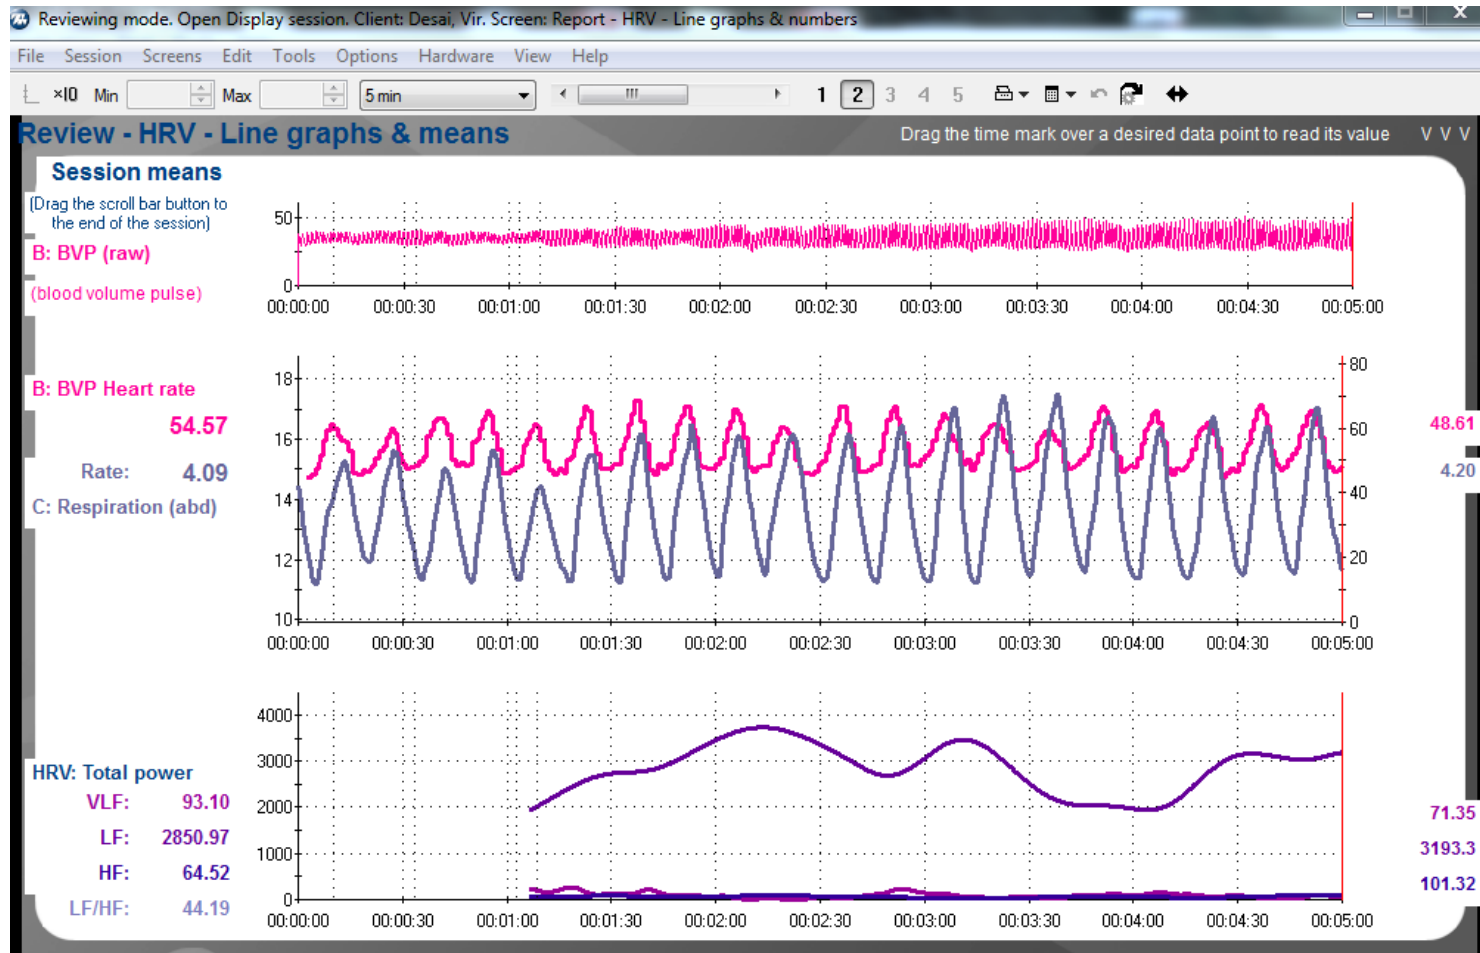 Reviewing mode. Open Display session. Client: Desai, Vir. Screen: Report - HRV - Line graphs & numbers
File Session Screens Edit Tools Options Hardware View Help
×10 Min Max 5 min 1 2 3 4 5
Review - HRV - Line graphs & means
Drag the time mark over a desired data point to read its value V V V
Session means
(Drag the scroll bar button to
the end of the session)
B: BVP (raw)
(blood volume pulse)
50
0
00:00:00 00:00:30 00:01:00 00:01:30 00:02:00 00:02:30 00:03:00 00:03:30 00:04:00 00:04:30 00:05:00
B: BVP Heart rate
54.57
Rate: 4.09
C: Respiration (abd)
18
16
14
12
10
80
60
40
20
0
48.61
4.20
00:00:00 00:00:30 00:01:00 00:01:30 00:02:00 00:02:30 00:03:00 00:03:30 00:04:00 00:04:30 00:05:00
HRV: Total power
VLF: 93.10
LF: 2850.97
HF: 64.52
LF/HF: 44.19
4000
3000
2000
1000
0
71.35
3193.3
101.32
00:00:00 00:00:30 00:01:00 00:01:30 00:02:00 00:02:30 00:03:00 00:03:30 00:04:00 00:04:30 00:05:00